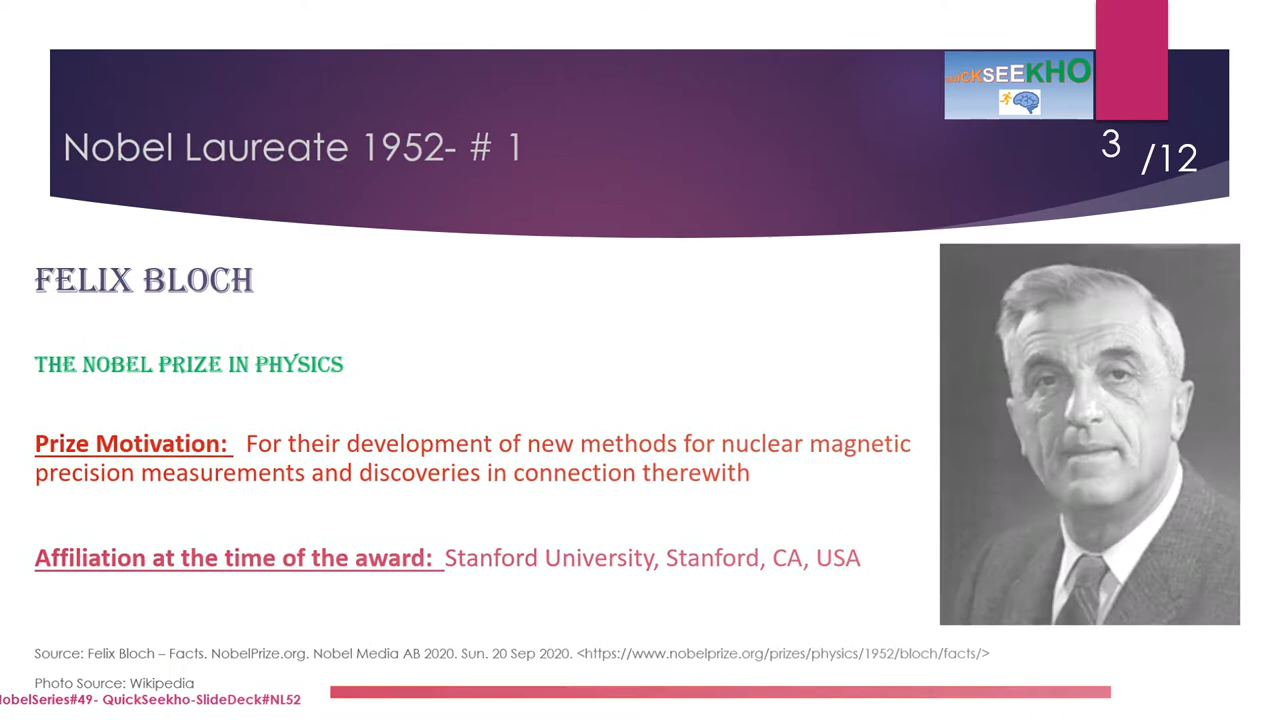 QUICKSEEKHO
Nobel Laureate 1952- # 1
3 /12
FELIX BLOCH
THE NOBEL PRIZE IN PHYSICS
Prize Motivation: For their development of new methods for nuclear magnetic
precision measurements and discoveries in connection therewith
Affiliation at the time of the award: Stanford University, Stanford, CA, USA
Source: Felix Bloch – Facts. NobelPrize.org. Nobel Media AB 2020. Sun. 20 Sep 2020. <https://www.nobelprize.org/prizes/physics/1952/bloch/facts/>
Photo Source: Wikipedia
NobelSeries#49- QuickSeekho-SlideDeck#NL52